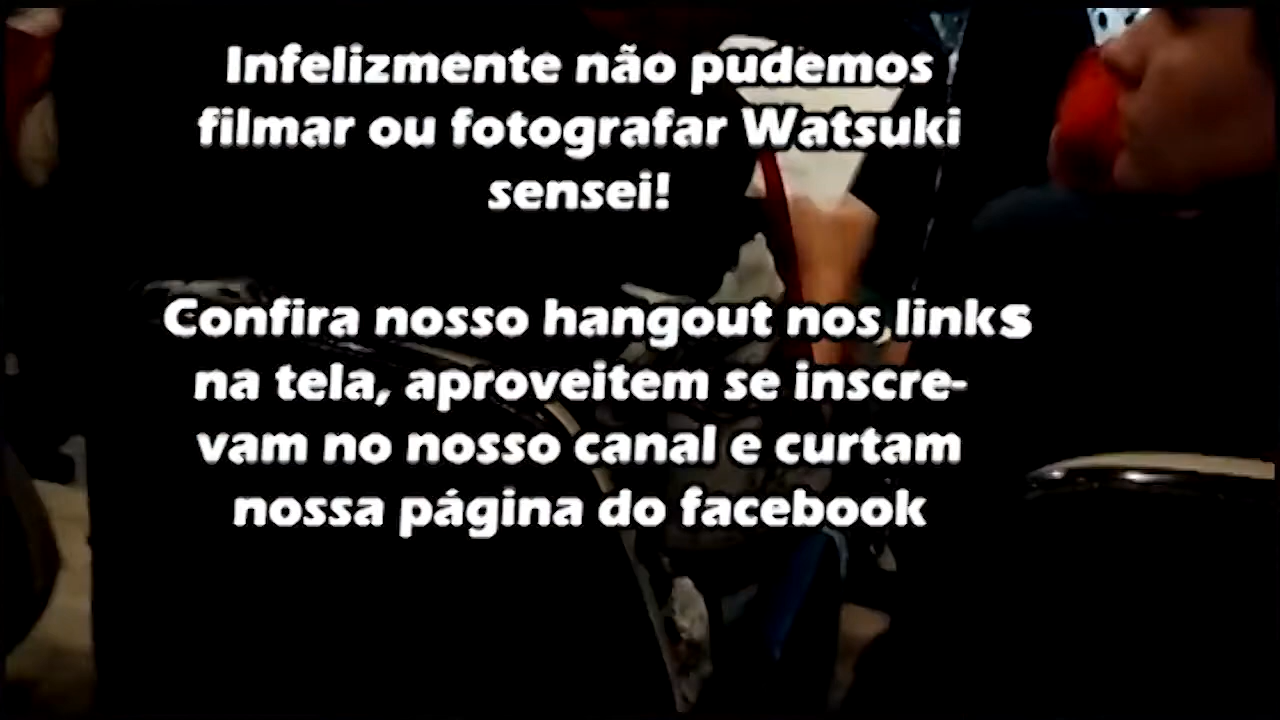 Infelizmente não pudemos
filmar ou fotografar Watsuki
sensei!
Confira nosso hangout nos links
na tela, aproveitem se inscre-
vam no nosso canal e curtam
nossa página do facebook